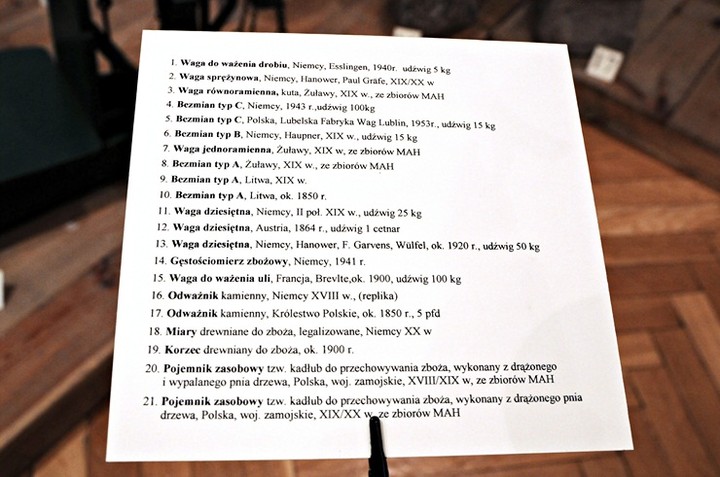 1. Waga do ważenia drobiu, Niemcy, Esslingen, 1940r. udźwig 5 kg
2. Waga sprężynowa, Niemcy, Hanower, Paul Gräfe, XIX/XX w
3. Waga równoramienna, kuta, Żuławy, XIX w., ze zbiorów MAH
4. Bezmian typ C, Niemcy, 1943 r.,udźwig 100kg
5. Bezmian typ C, Polska, Lubelska Fabryka Wag Lublin, 1953r., udźwig 15 kg
6. Bezmian typ B, Niemcy, Haupner, XIX w., udźwig 15 kg
7. Waga jednoramienna, Żuławy, XIX w, ze zbiorów MAH
8. Bezmian typ A, Żuławy, XIX w., ze zbiorów MAH
9. Bezmian typ A, Litwa, XIX w.
10. Bezmian typ A, Litwa, ok. 1850 r.
11. Waga dziesiętna, Niemcy, II poł. XIX w., udźwig 25 kg
12. Waga dziesiętna, Austria, 1864 r., udźwig 1 cetnar
13. Waga dziesiętna, Niemcy, Hanower, F. Garvens, Wülfel, ok. 1920 r., udźwig 50 kg
14. Gęstościomierz zbożowy, Niemcy, 1941 r.
15. Waga do ważenia uli, Francja, Brevlte,ok. 1900, udźwig 100 kg
16. Odważnik kamienny, Niemcy XVIII w., (replika)
17. Odważnik kamienny, Królestwo Polskie, ok. 1850 r., 5 pfd
18. Miary drewniane do zboża, legalizowane, Niemcy XX w
19. Korzec drewniany do zboża, ok. 1900 r.
20. Pojemnik zasobowy tzw. kadłub do przechowywania zboża, wykonany z drążonego
i wypalanego pnia drzewa, Polska, woj. zamojskie, XVIII/XIX w, ze zbiorów MAH
21. Pojemnik zasobowy tzw. kadłub do przechowywania zboża, wykonany z drążonego pnia
drzewa, Polska, woj. zamojskie, XIX/XX w, ze zbiorów MAH